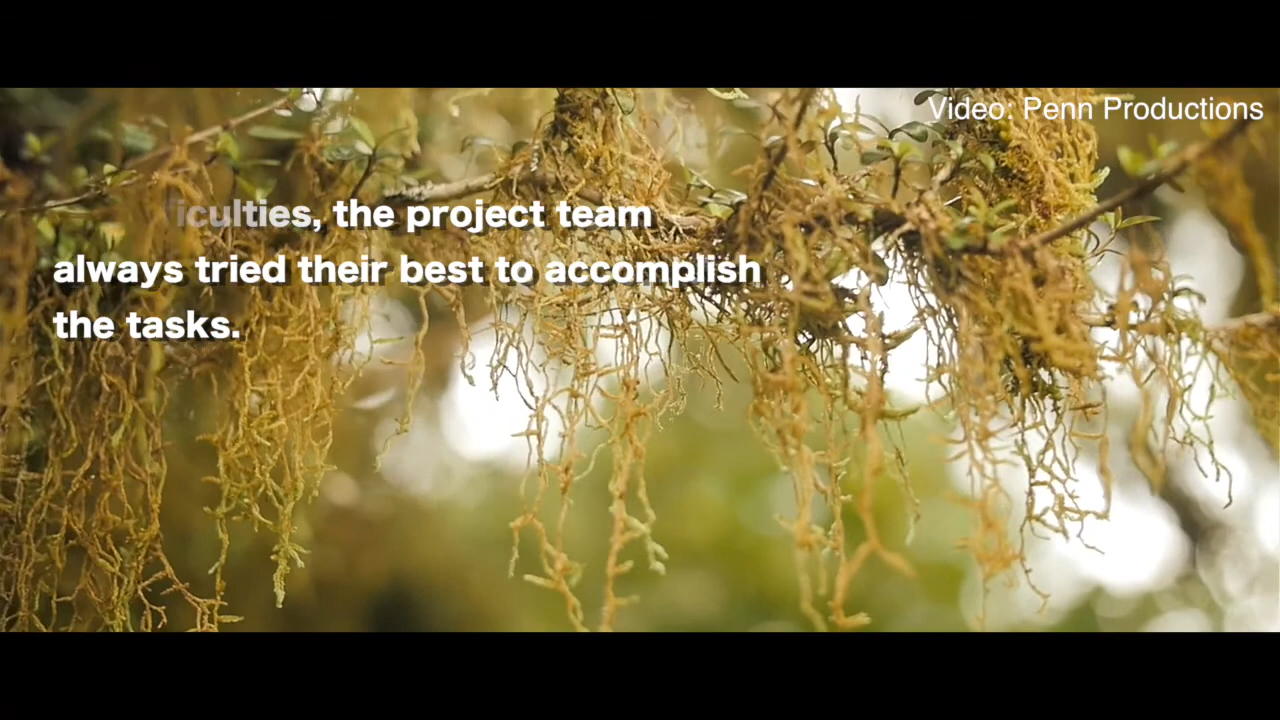 Video: Penn Productions
iculties, the project team
always tried their best to accomplish
the tasks.